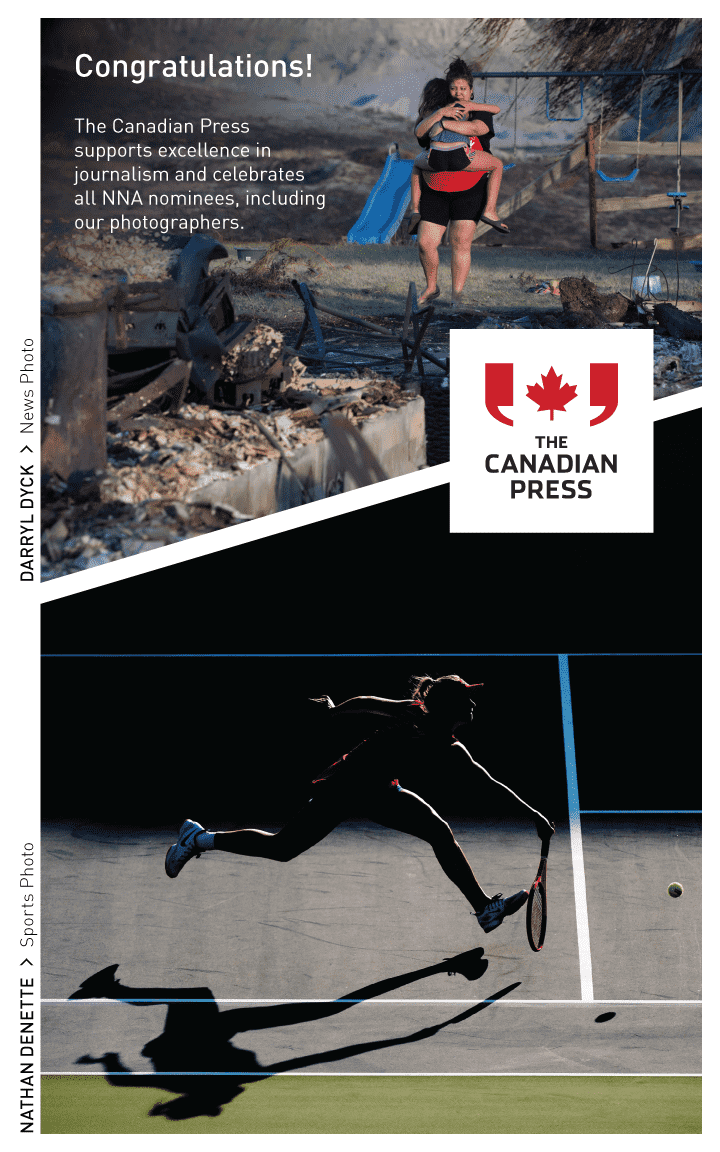 Congratulations!
The Canadian Press
supports excellence in
journalism and celebrates
all NNA nominees, including
our photographers.
DARRYL DYCK > News Photo
THE
CANADIAN
PRESS
NATHAN DENETTE > Sports Photo